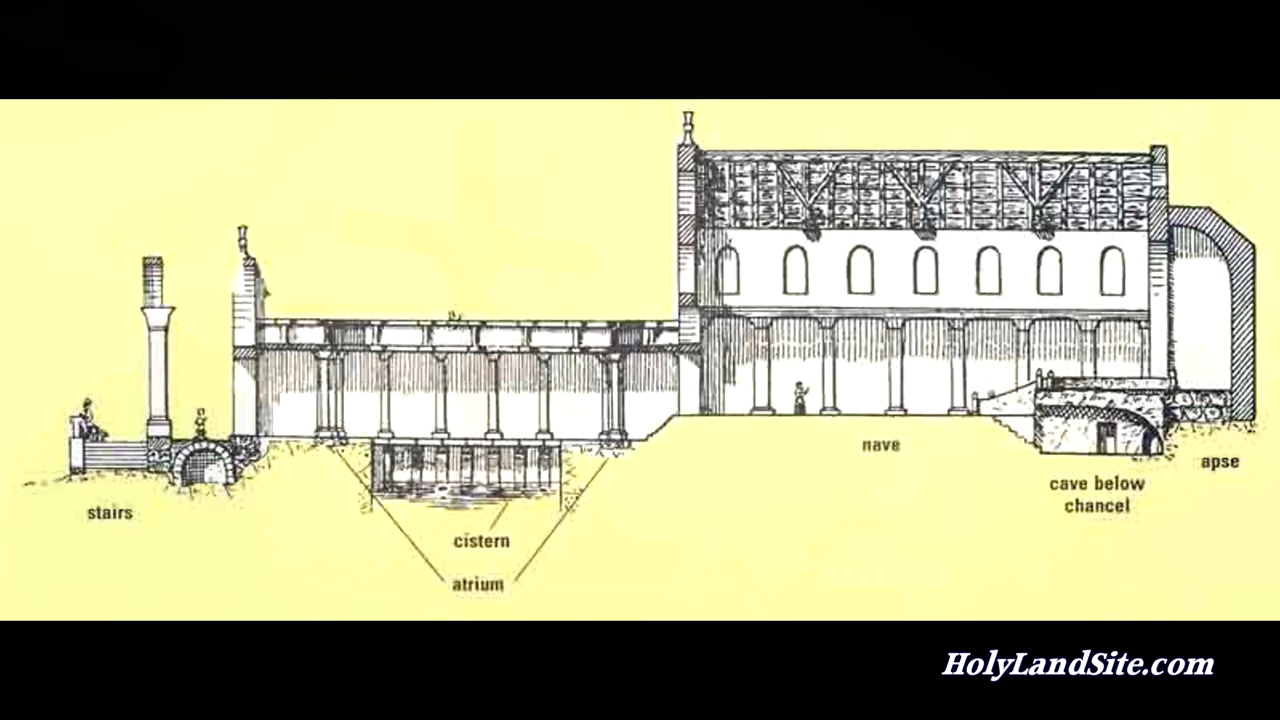 nave
apse
cave below
chancel
stairs
cistern
atrium
HolyLandSite.com